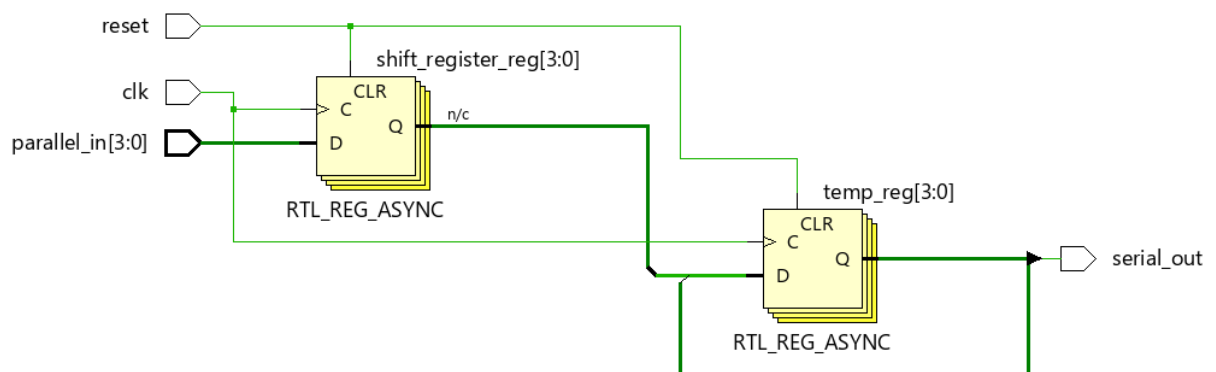 reset
shift_register_reg[3:0]
clk
CLR
C
n/c
Q
parallel_in[3:0]
D
RTL_REG_ASYNC
temp_reg[3:0]
CLR
C
Q
serial_out
D
RTL_REG_ASYNC